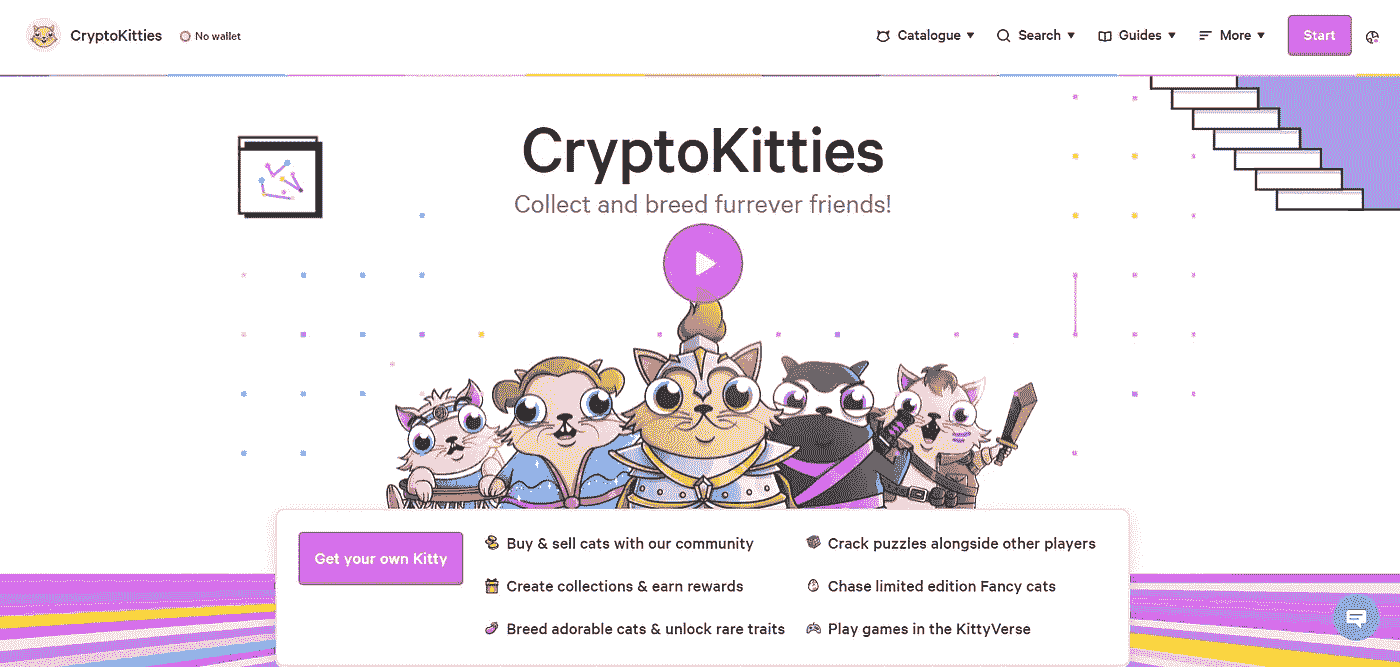 CryptoKitties
No wallet
Catalogue
Search
Guides
More
Start
CryptoKitties
Collect and breed furrever friends!
Get your own Kitty
Buy & sell cats with our community
Create collections & earn rewards
Breed adorable cats & unlock rare traits
Crack puzzles alongside other players
Chase limited edition Fancy cats
Play games in the KittyVerse